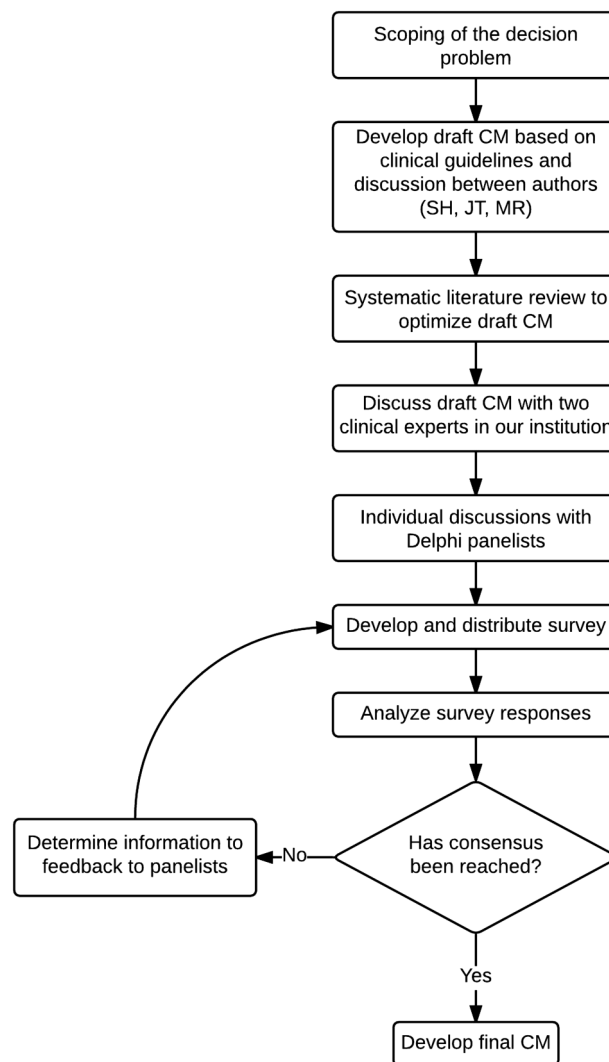 Scoping of the decision
problem
Develop draft CM based on
clinical guidelines and
discussion between authors
(SH, JT, MR)
Systematic literature review to
optimize draft CM
Discuss draft CM with two
clinical experts in our institution
Individual discussions with
Delphi panelists
Develop and distribute survey
Analyze survey responses
Has consensus
been reached?
No
Determine information to
feedback to panelists
Yes
Develop final CM